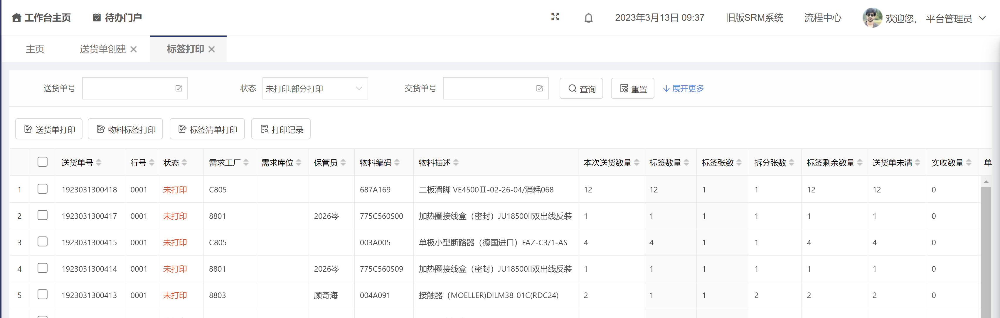 工作台主页 待办门户 2023年3月13日 09:37 旧版SRM系统 流程中心 欢迎您， 平台管理员
主页 送货单创建 标签打印
送货单号 状态 未打印,部分打印 交货单号 查询 重置 展开更多
送货单打印 物料标签打印 标签清单打印 打印记录
送货单号 行号 状态 需求工厂 需求库位 保管员 物料编码 物料描述 本次送货数量 标签数量 标签张数 拆分张数 标签剩余数量 送货单未清 实收数量 单
1 1923031300418 0001 未打印 C805 687A169 二板滑脚 VE4500Ⅱ-02-26-04/消耗068 12 12 1 1 12 12 0
2 1923031300417 0001 未打印 8801 2026岑 775C560S00 加热圈接线盒（密封）JU18500II双出线反装 1 1 1 1 1 1 0
3 1923031300415 0001 未打印 C805 003A005 单极小型断路器（德国进口）FAZ-C3/1-AS 4 4 1 1 4 4 0
4 1923031300414 0001 未打印 8801 2026岑 775C560S09 加热圈接线盒（密封）JU18500II双出线反装 1 1 1 1 1 1 0
5 1923031300413 0001 未打印 8803 顾奇海 004A091 接触器（MOELLER)DILM38-01C(RDC24) 2 1 1 2 2 2 0